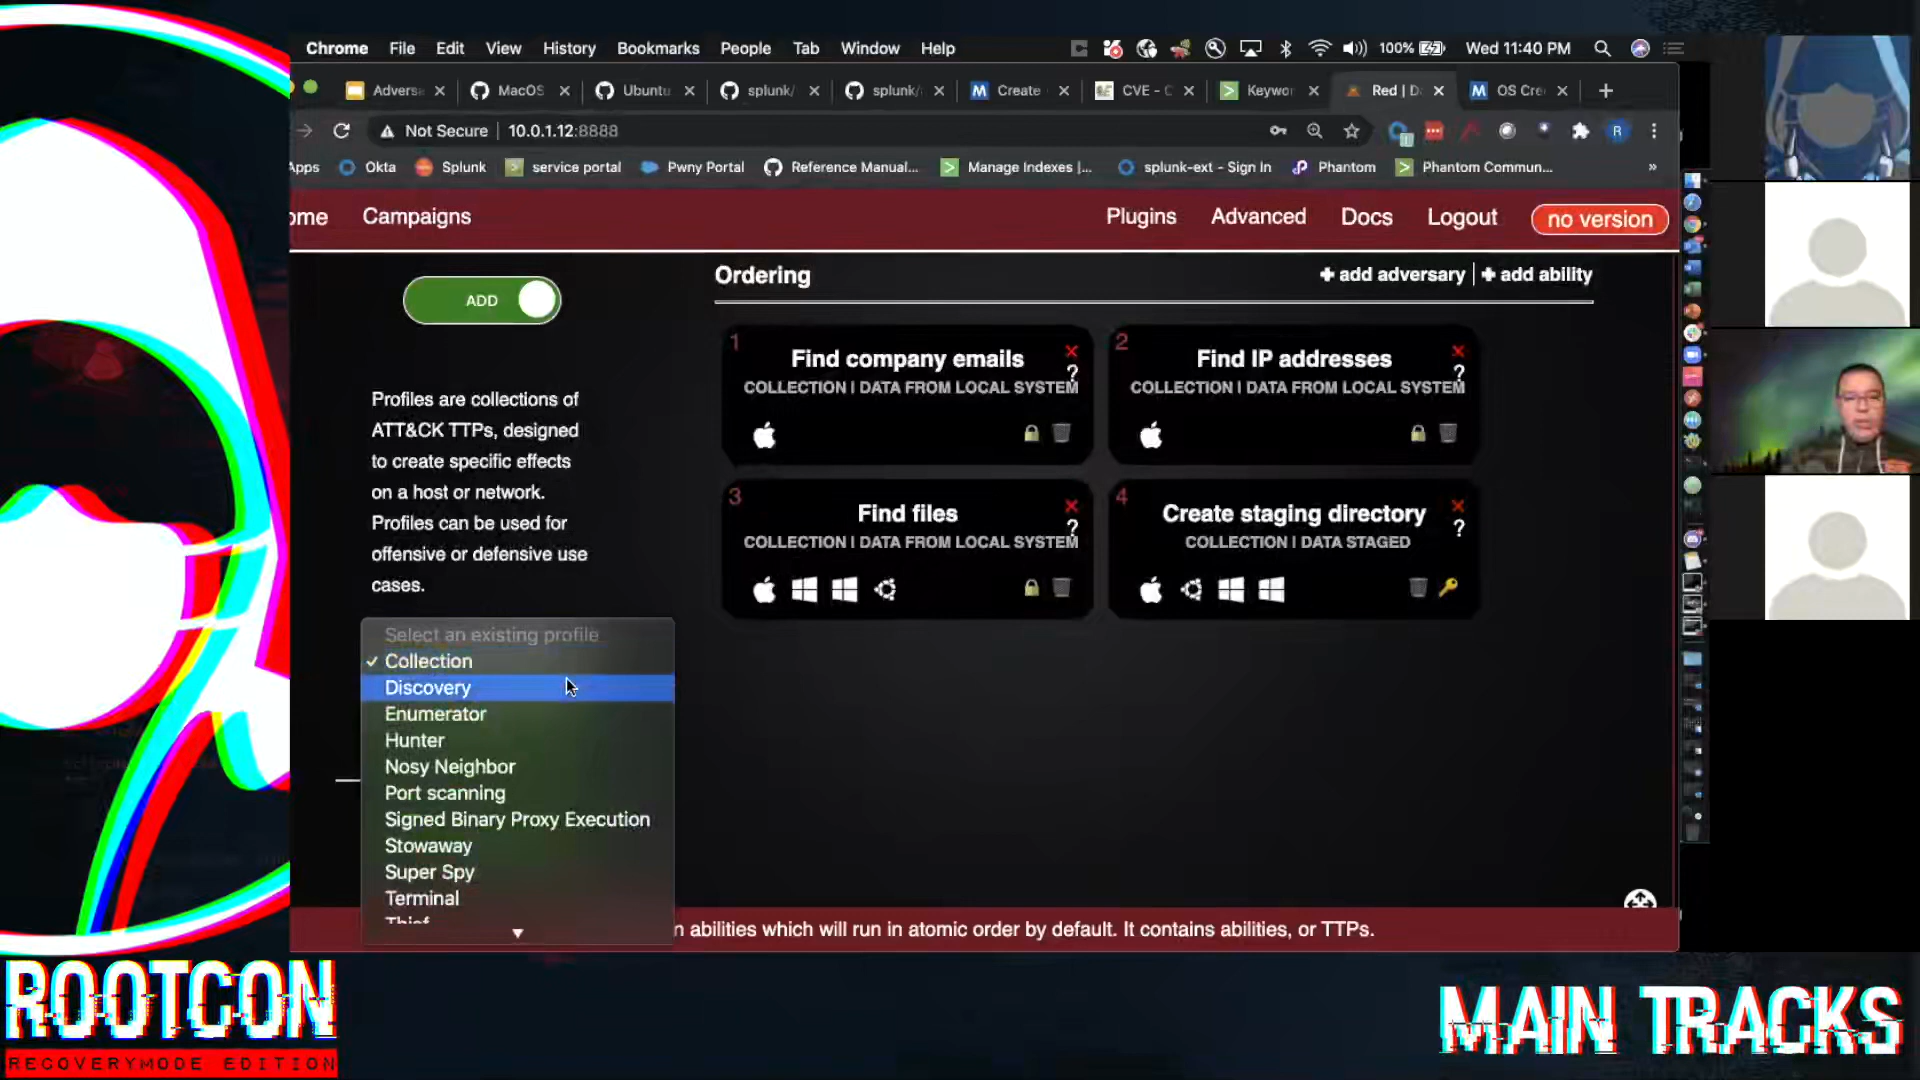 Chrome File Edit View History Bookmarks People Tab Window Help 100% Wed 11:40 PM
Adversa MacOS Ubuntu splunk/ splunk/ Create CVE - C Keywor Red | D OS Cre
Not Secure | 10.0.1.12:8888 R
Apps Okta Splunk service portal Pwny Portal Reference Manual... Manage Indexes |... splunk-ext - Sign In Phantom Phantom Commun... »
ome Campaigns Plugins Advanced Docs Logout no version
ADD
Profiles are collections of
ATT&CK TTPs, designed
to create specific effects
on a host or network.
Profiles can be used for
offensive or defensive use
cases.
Select an existing profile
✓ Collection
Discovery
Enumerator
Hunter
Nosy Neighbor
Port scanning
Signed Binary Proxy Execution
Stowaway
Super Spy
Terminal
Thief
Ordering + add adversary | + add ability
1
Find company emails
COLLECTION | DATA FROM LOCAL SYSTEM
?
2
Find IP addresses
COLLECTION | DATA FROM LOCAL SYSTEM
?
3
Find files
COLLECTION | DATA FROM LOCAL SYSTEM
?
4
Create staging directory
COLLECTION | DATA STAGED
?
n abilities which will run in atomic order by default. It contains abilities, or TTPs.
ROOTCON
RECOVERYMODE EDITION
MAIN TRACKS